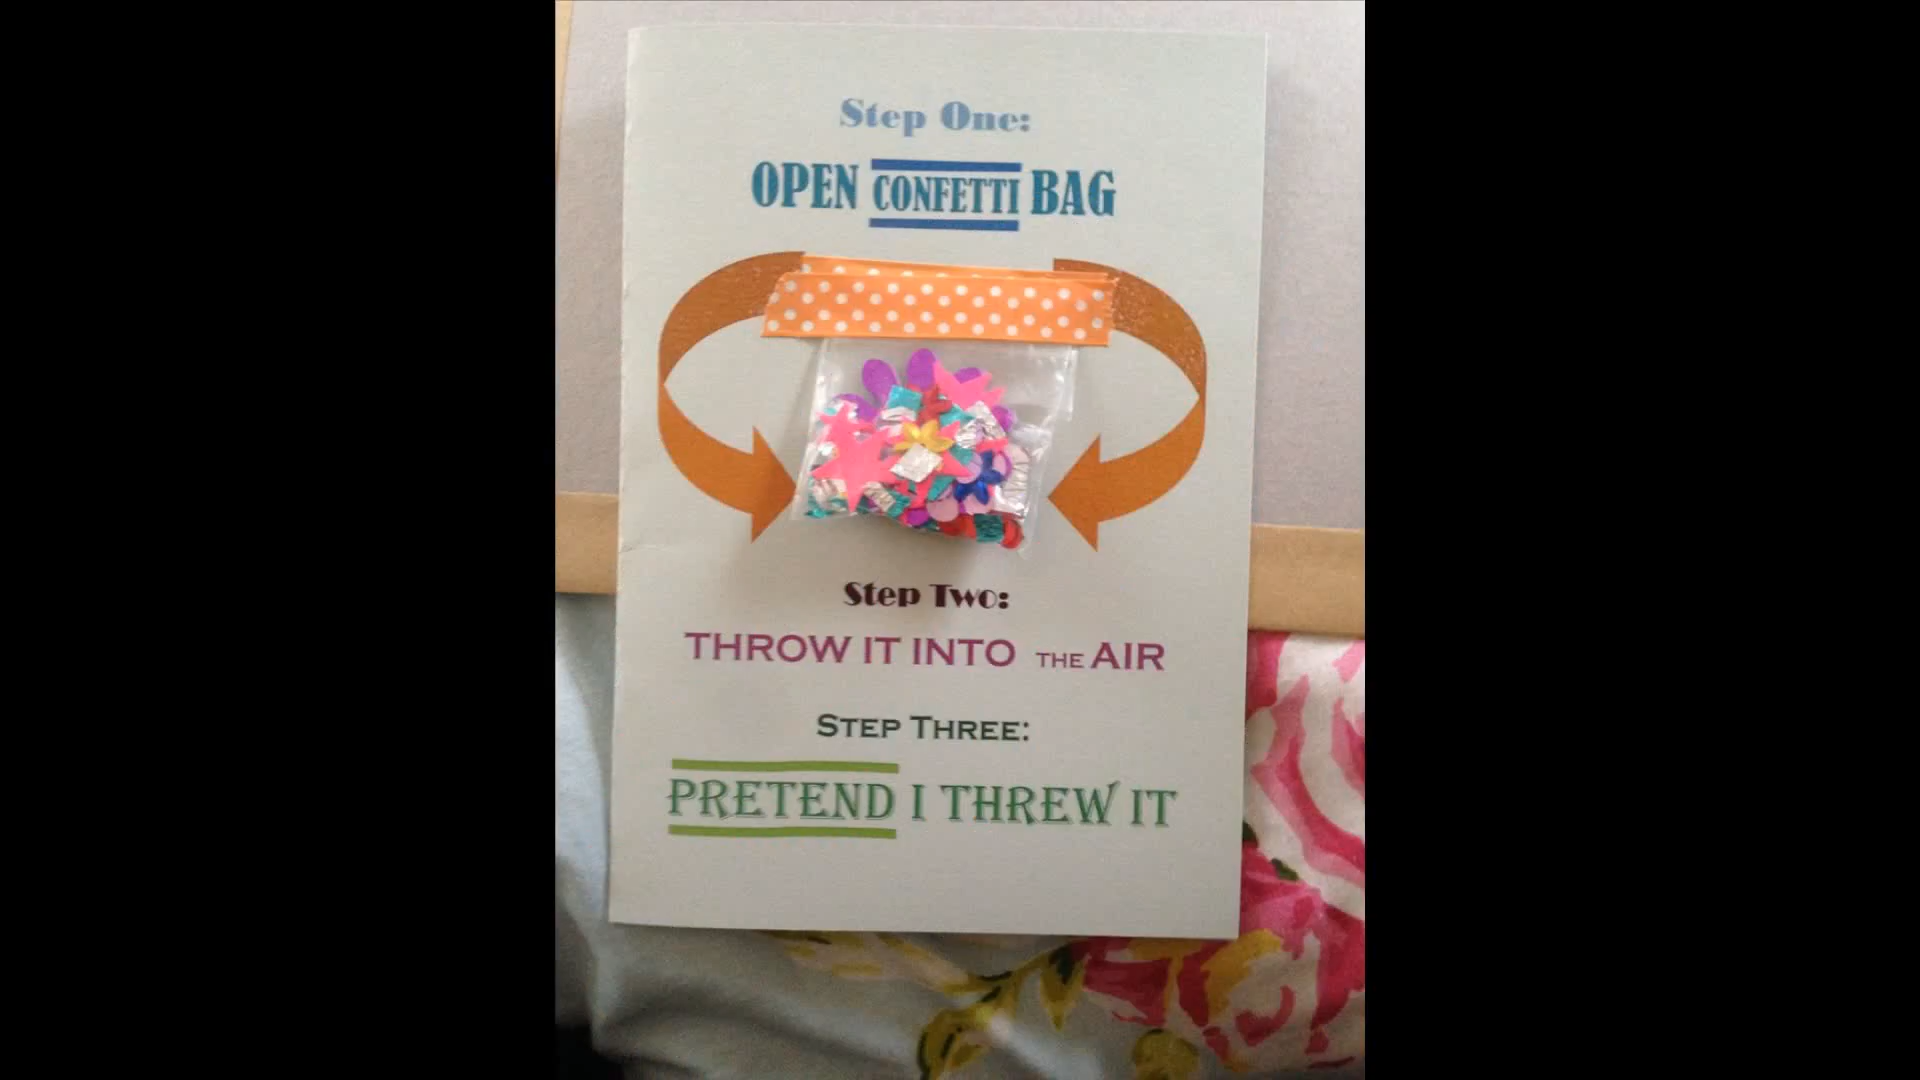 Step One:
OPEN CONFETTI BAG
Step Two:
THROW IT INTO THE AIR
STEP THREE:
PRETEND I THREW IT